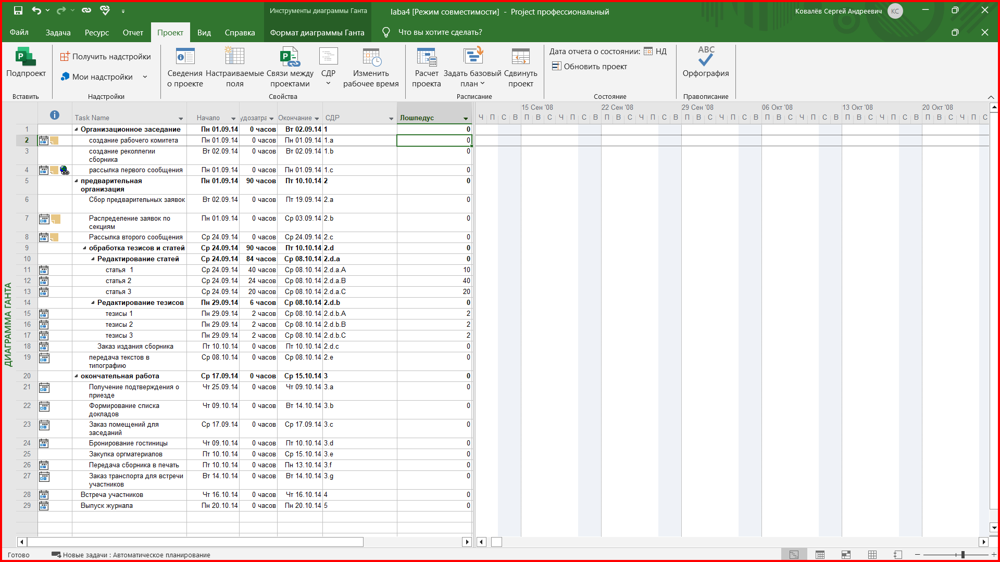 Инструменты диаграммы Ганта
laba4 [Режим совместимости] - Project профессиональный
Ковалёв Сергей Андреевич КС
Файл Задача Ресурс Отчет Проект Вид Справка Формат диаграммы Ганта Что вы хотите сделать?
Подпроект
Вставить
Получить надстройки
Мои надстройки
Надстройки
Сведения о проекте
Настраиваемые поля
Связи между проектами
СДР
Изменить рабочее время
Свойства
Расчет проекта
Задать базовый план
Сдвинуть проект
Расписание
Дата отчета о состоянии: НД
Обновить проект
Состояние
ABC
Орфография
Правописание
Task Name Начало удозатра Окончание СДР Лошпедус
15 Сен '08 22 Сен '08 29 Сен '08 06 Окт '08 13 Окт '08 20 Окт '08
Ч П С В П В С Ч П С В П В С Ч П С В П В С Ч П С В П В С Ч П С В П В С Ч П С В П В С Ч П С
1 Организационное заседание Пн 01.09.14 0 часов Вт 02.09.14 1 0
2 создание рабочего комитета Пн 01.09.14 0 часов Пн 01.09.14 1.a 0
3 создание реколлегии сборника Вт 02.09.14 0 часов Вт 02.09.14 1.b 0
4 рассылка первого сообщения Пн 01.09.14 0 часов Пн 01.09.14 1.c 0
5 предварительная организация Пн 01.09.14 90 часов Пт 10.10.14 2 0
6 Сбор предварительных заявок Вт 02.09.14 0 часов Пт 19.09.14 2.a 0
7 Распределение заявок по секциям Пн 01.09.14 0 часов Ср 03.09.14 2.b 0
8 Рассылка второго сообщения Ср 24.09.14 0 часов Ср 24.09.14 2.c 0
9 обработка тезисов и статей Ср 24.09.14 90 часов Пт 10.10.14 2.d 0
10 Редактирование статей Ср 24.09.14 84 часов Ср 08.10.14 2.d.a 0
11 статья 1 Ср 24.09.14 40 часов Ср 08.10.14 2.d.a.A 10
12 статья 2 Ср 24.09.14 24 часов Ср 08.10.14 2.d.a.B 40
13 статья 3 Ср 24.09.14 20 часов Ср 08.10.14 2.d.a.C 20
14 Редактирование тезисов Пн 29.09.14 6 часов Ср 08.10.14 2.d.b 0
15 тезисы 1 Пн 29.09.14 2 часов Ср 08.10.14 2.d.b.A 2
16 тезисы 2 Пн 29.09.14 2 часов Ср 08.10.14 2.d.b.B 2
17 тезисы 3 Пн 29.09.14 2 часов Ср 08.10.14 2.d.b.C 2
18 Заказ издания сборника Пт 10.10.14 0 часов Пт 10.10.14 2.d.c 0
19 передача текстов в типографию Ср 08.10.14 0 часов Ср 08.10.14 2.e 0
20 окончательная работа Ср 17.09.14 0 часов Ср 15.10.14 3 0
21 Получение подтверждения о приезде Чт 25.09.14 0 часов Чт 09.10.14 3.a 0
22 Формирование списка докладов Чт 09.10.14 0 часов Вт 14.10.14 3.b 0
23 Заказ помещений для заседаний Ср 17.09.14 0 часов Ср 17.09.14 3.c 0
24 Бронирование гостиницы Чт 09.10.14 0 часов Пт 10.10.14 3.d 0
25 Закупка оргматериалов Пт 10.10.14 0 часов Ср 15.10.14 3.e 0
26 Передача сборника в печать Пт 10.10.14 0 часов Пн 13.10.14 3.f 0
27 Заказ транспорта для встречи участников Вт 14.10.14 0 часов Вт 14.10.14 3.g 0
28 Встреча участников Чт 16.10.14 0 часов Чт 16.10.14 4 0
29 Выпуск журнала Пн 20.10.14 0 часов Пн 20.10.14 5 0
ДИАГРАММА ГАНТА
Готово Новые задачи : Автоматическое планирование